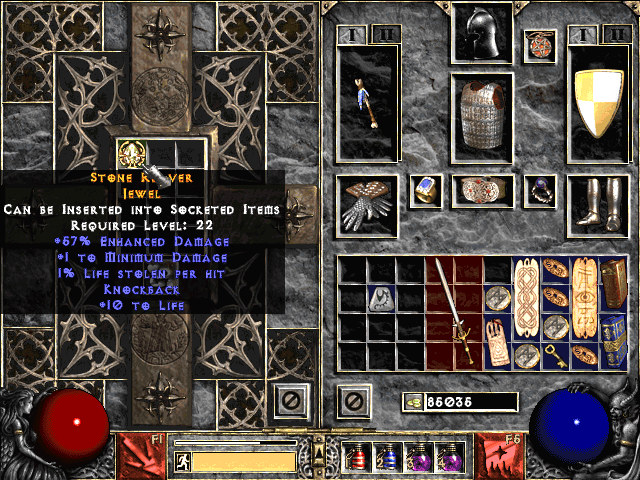 I II
I II
Stone
Jewel
Can be Inserted into Socketed Items
Required Level: 22
+57% Enhanced Damage
+1 to Minimum Damage
1% Life stolen per hit
Knockback
+10 to Life
85035
F1
F6